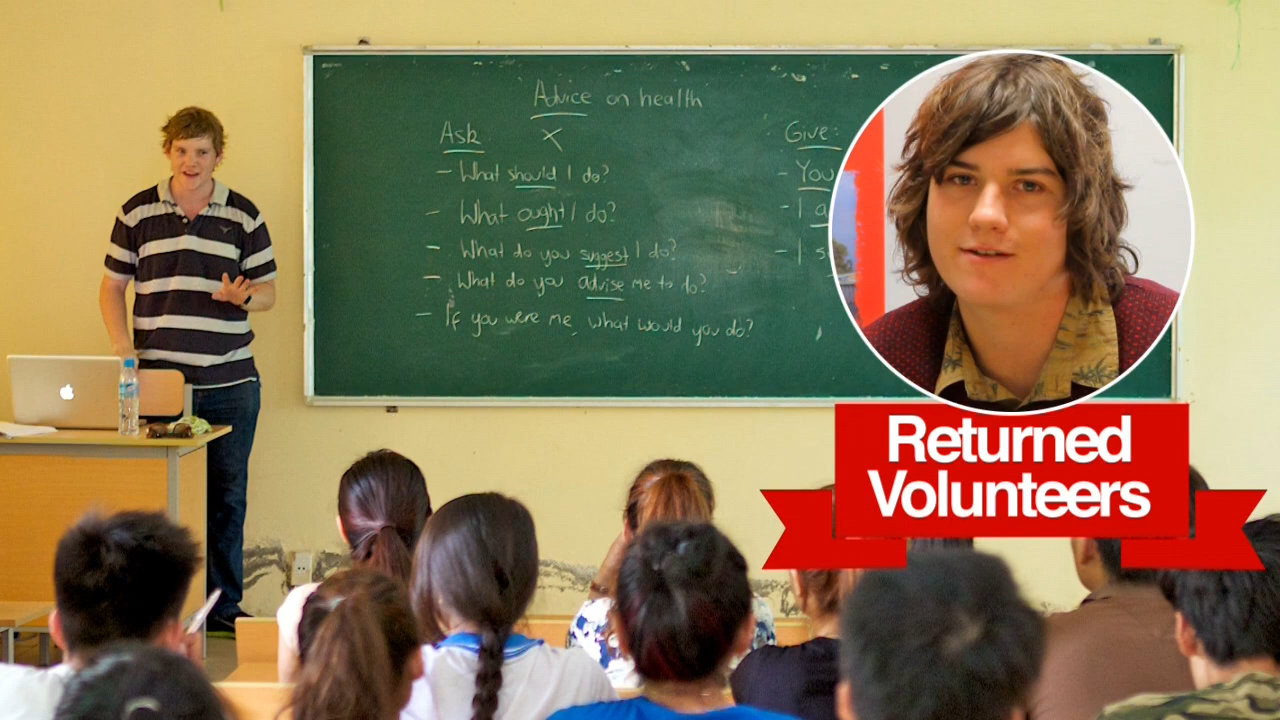 Advice on health
Ask
X
- What should I do?
- What ought I do?
- What do you suggest I do?
- What do you advise me to do?
- If you were me, what would you do?
Give:
- You
- I a
- I s
Returned
Volunteers